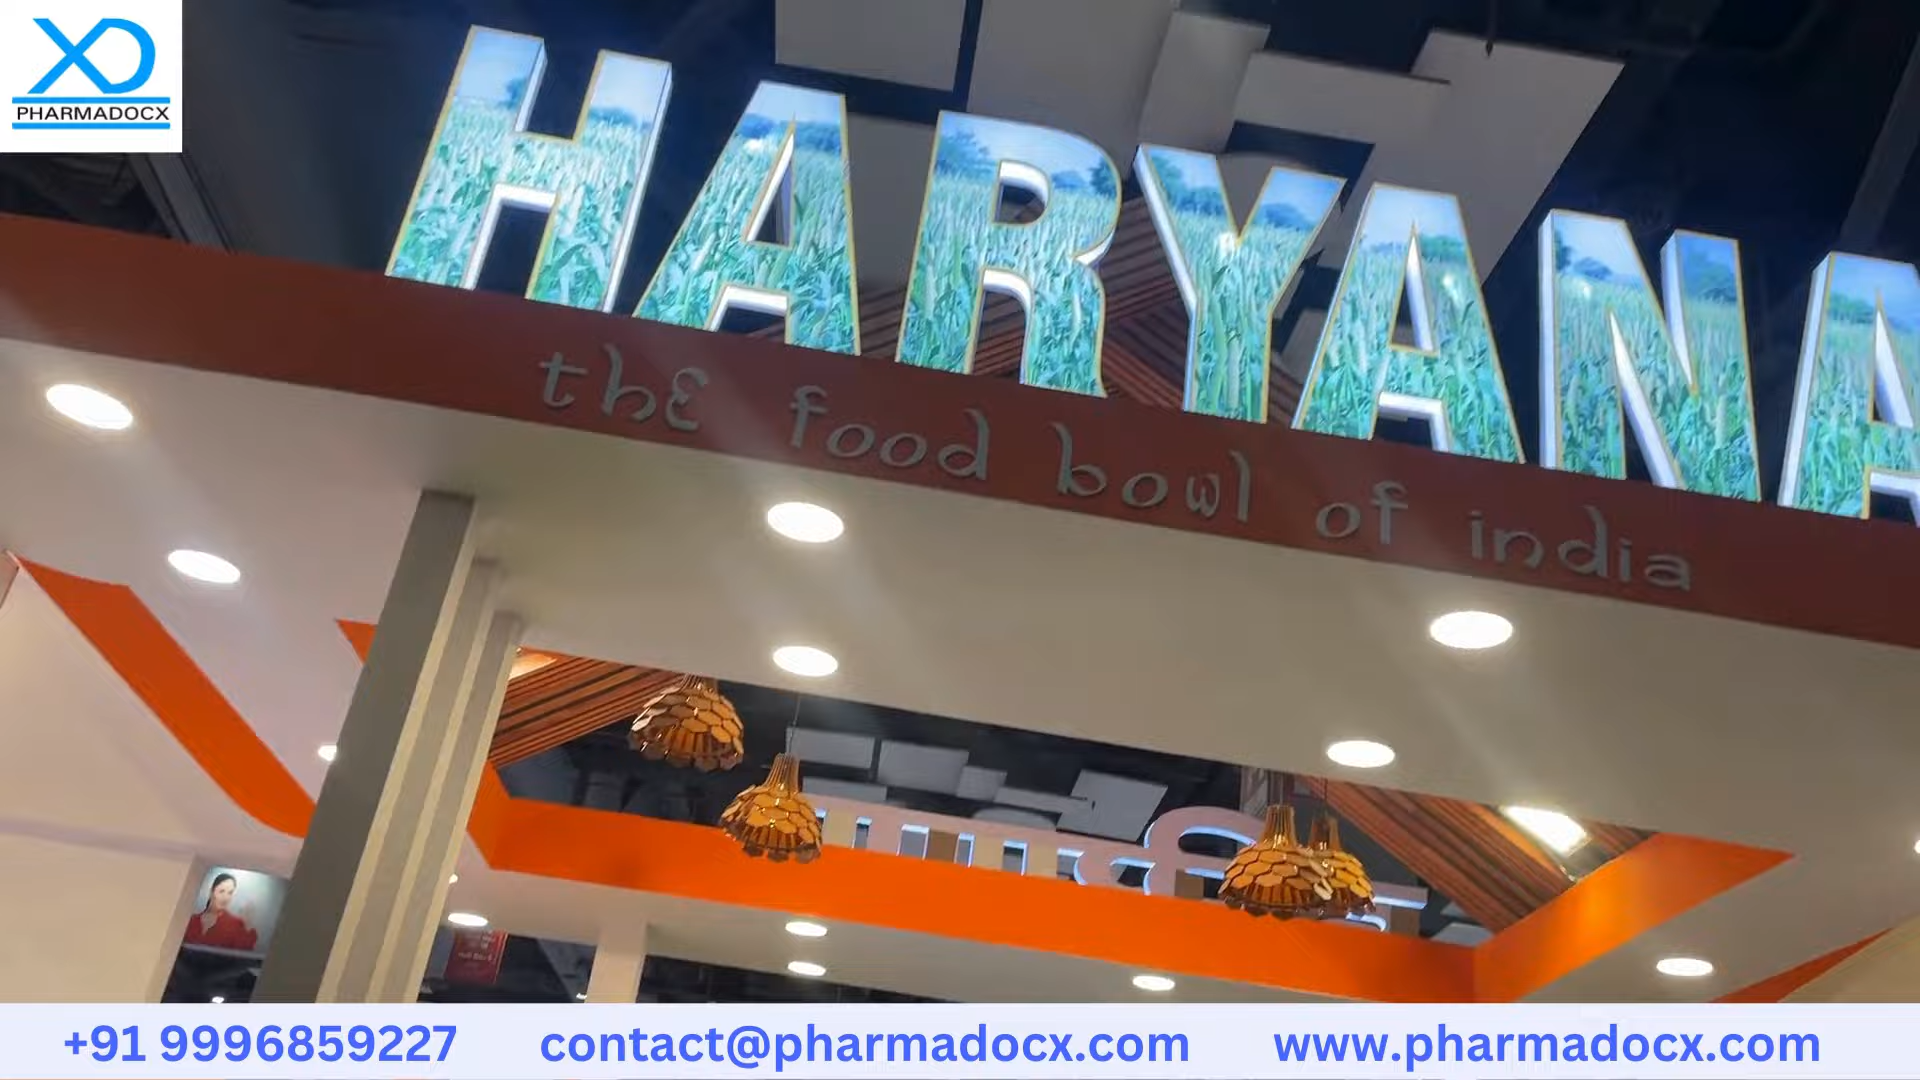 PHARMADOCX
HARYANA
the food bowl of india
+91 9996859227 contact@pharmadocx.com www.pharmadocx.com